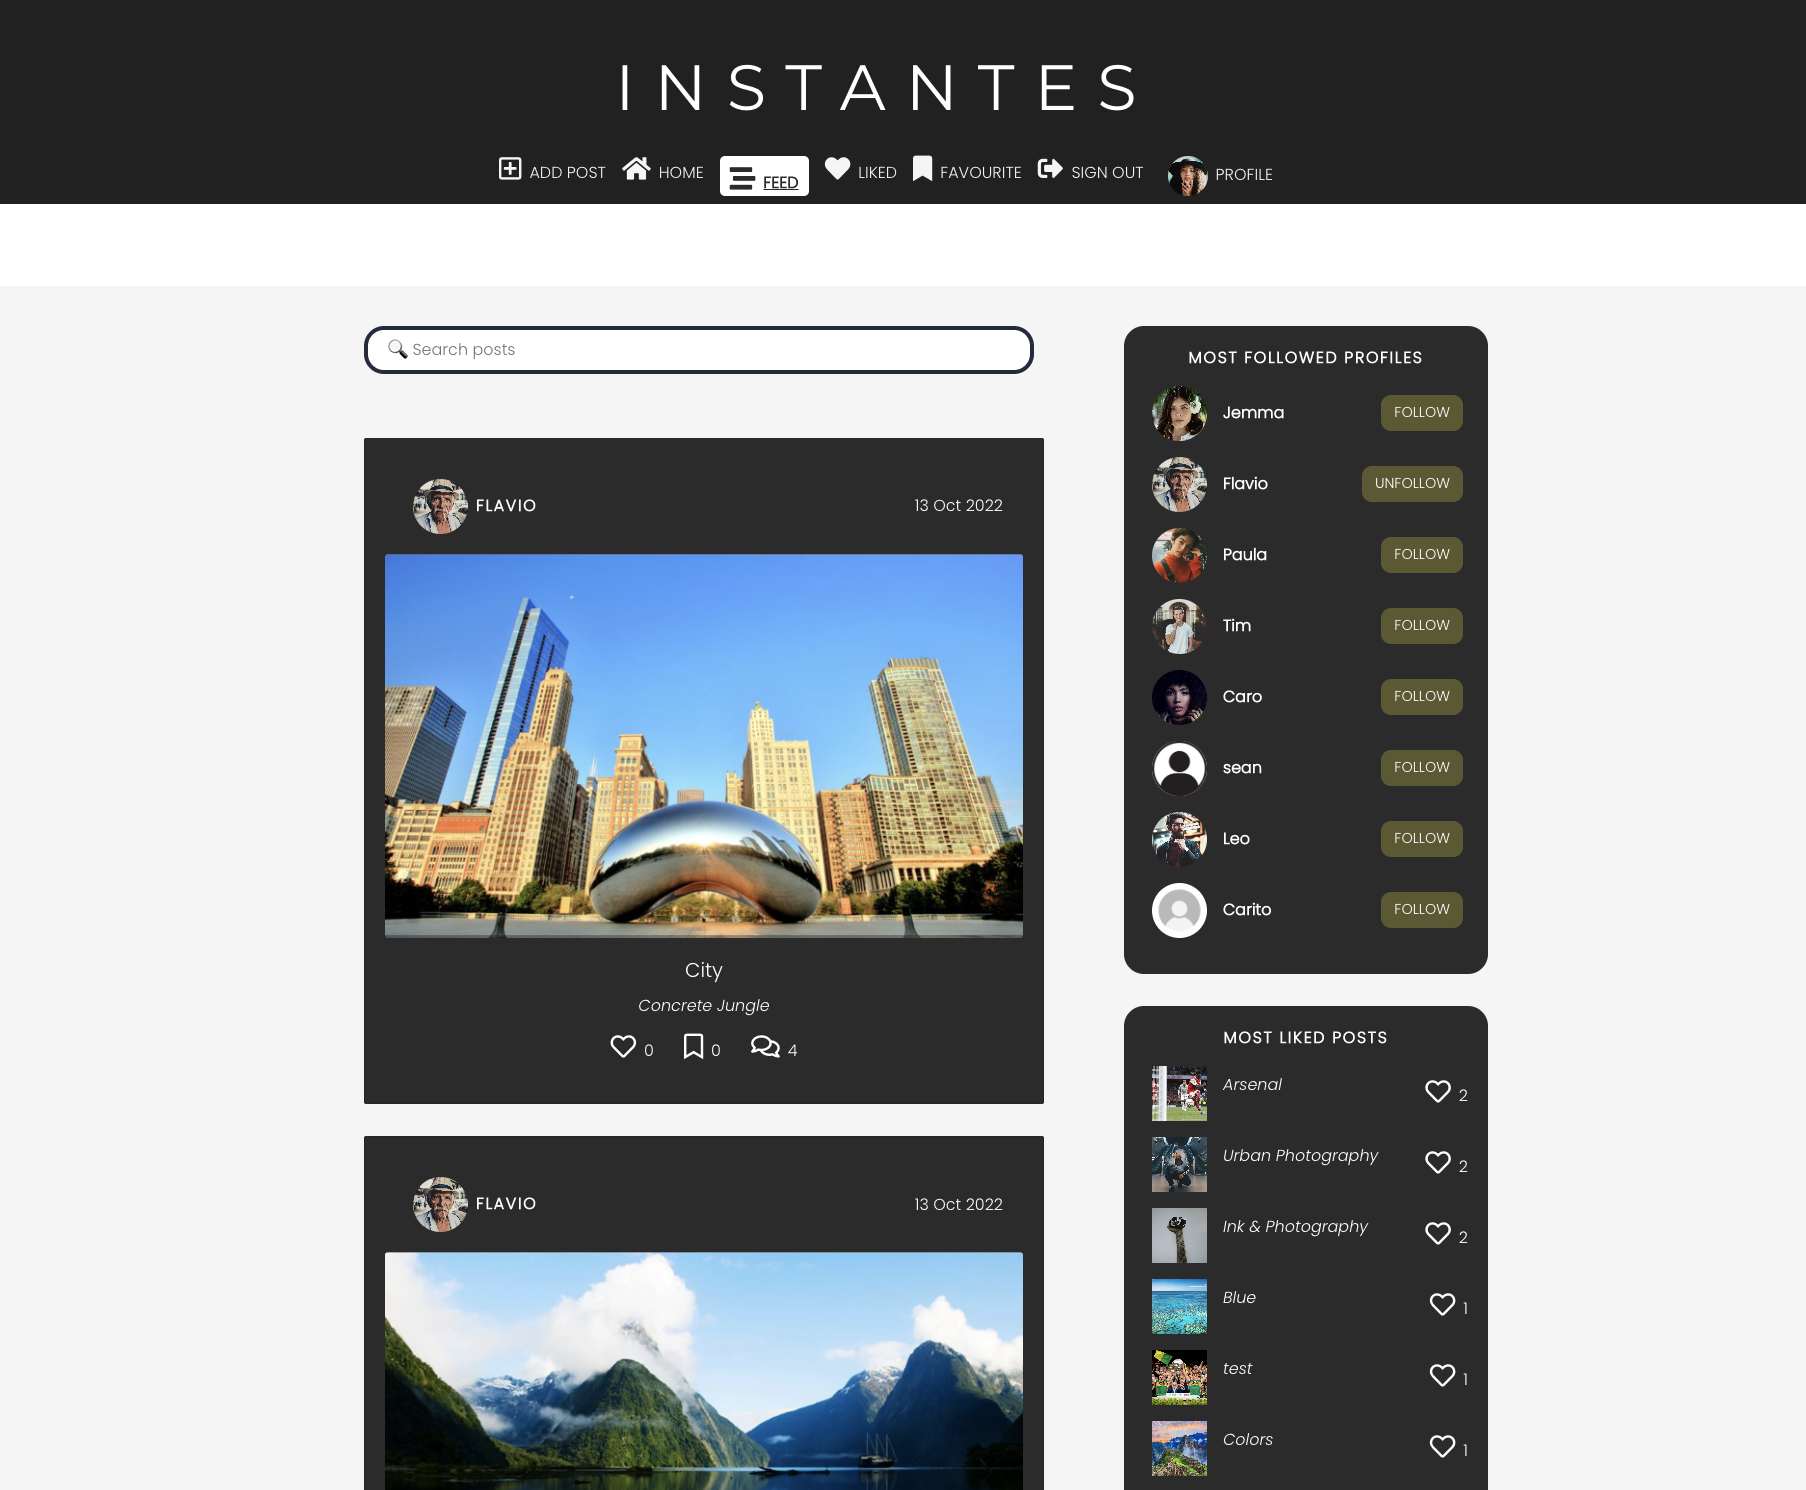 INSTANTES
ADD POST HOME FEED LIKED FAVOURITE SIGN OUT PROFILE
Search posts
FLAVIO 13 Oct 2022
City
Concrete Jungle
0 0 4
FLAVIO 13 Oct 2022
MOST FOLLOWED PROFILES
Jemma FOLLOW
Flavio UNFOLLOW
Paula FOLLOW
Tim FOLLOW
Caro FOLLOW
sean FOLLOW
Leo FOLLOW
Carito FOLLOW
MOST LIKED POSTS
Arsenal 2
Urban Photography 2
Ink & Photography 2
Blue 1
test 1
Colors 1